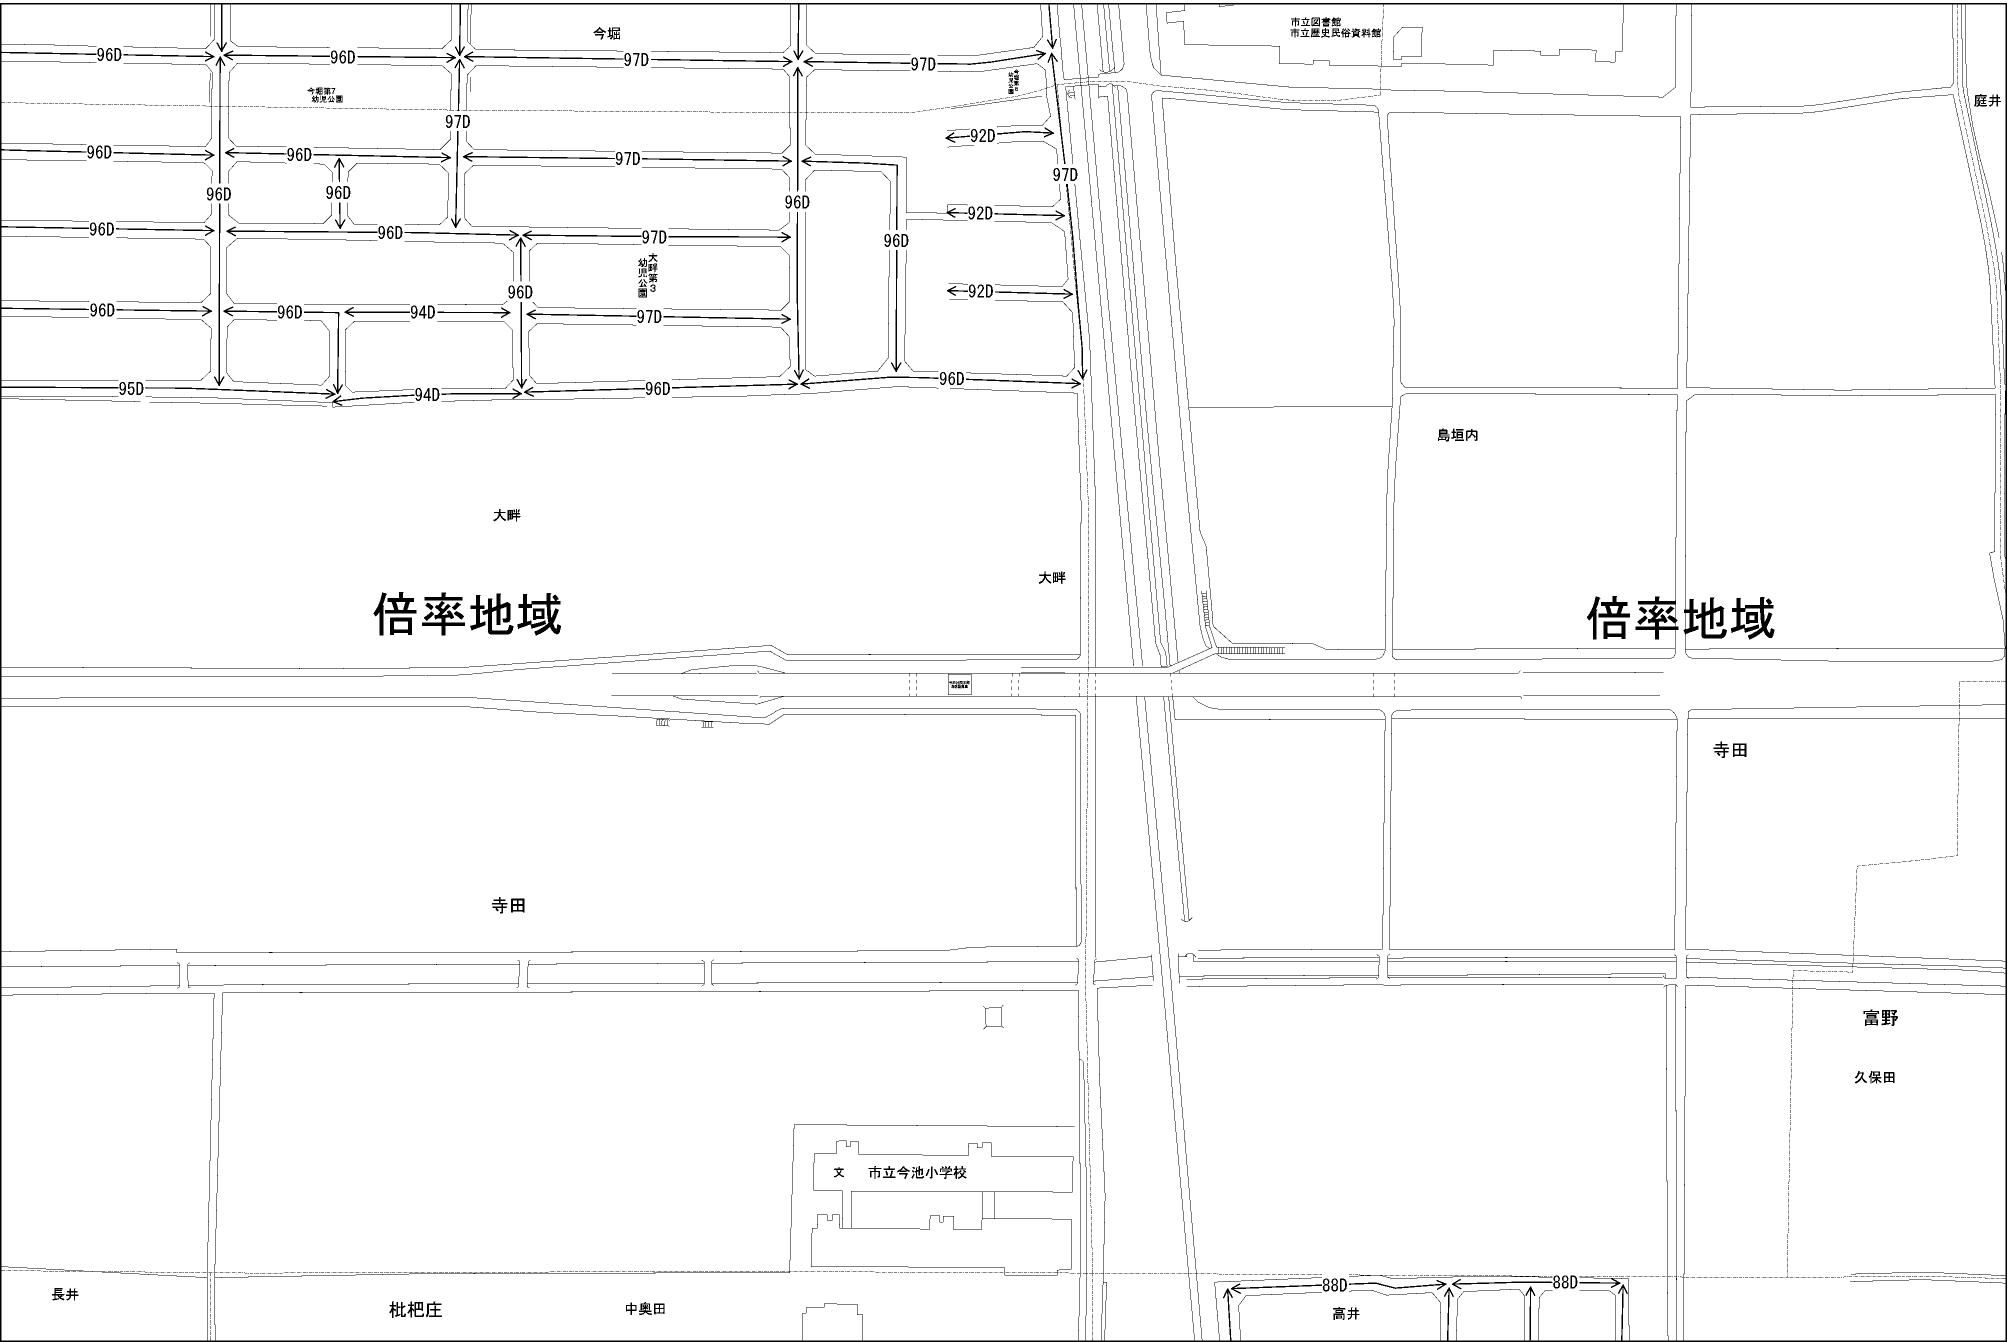 今堀
市立図書館
市立歴史民俗資料館
96D
96D
97D
97D
今堀第7
幼児公園
庭井
97D
92D
96D
96D
97D
97D
96D
96D
96D
92D
96D
96D
97D
96D
大畔第3
幼児公園
96D
92D
96D
96D
94D
97D
95D
94D
96D
96D
島垣内
大畔
大畔
倍率地域
倍率地域
寺田
寺田
富野
久保田
文 市立今池小学校
長井
枇杷庄
中奥田
88D
88D
高井